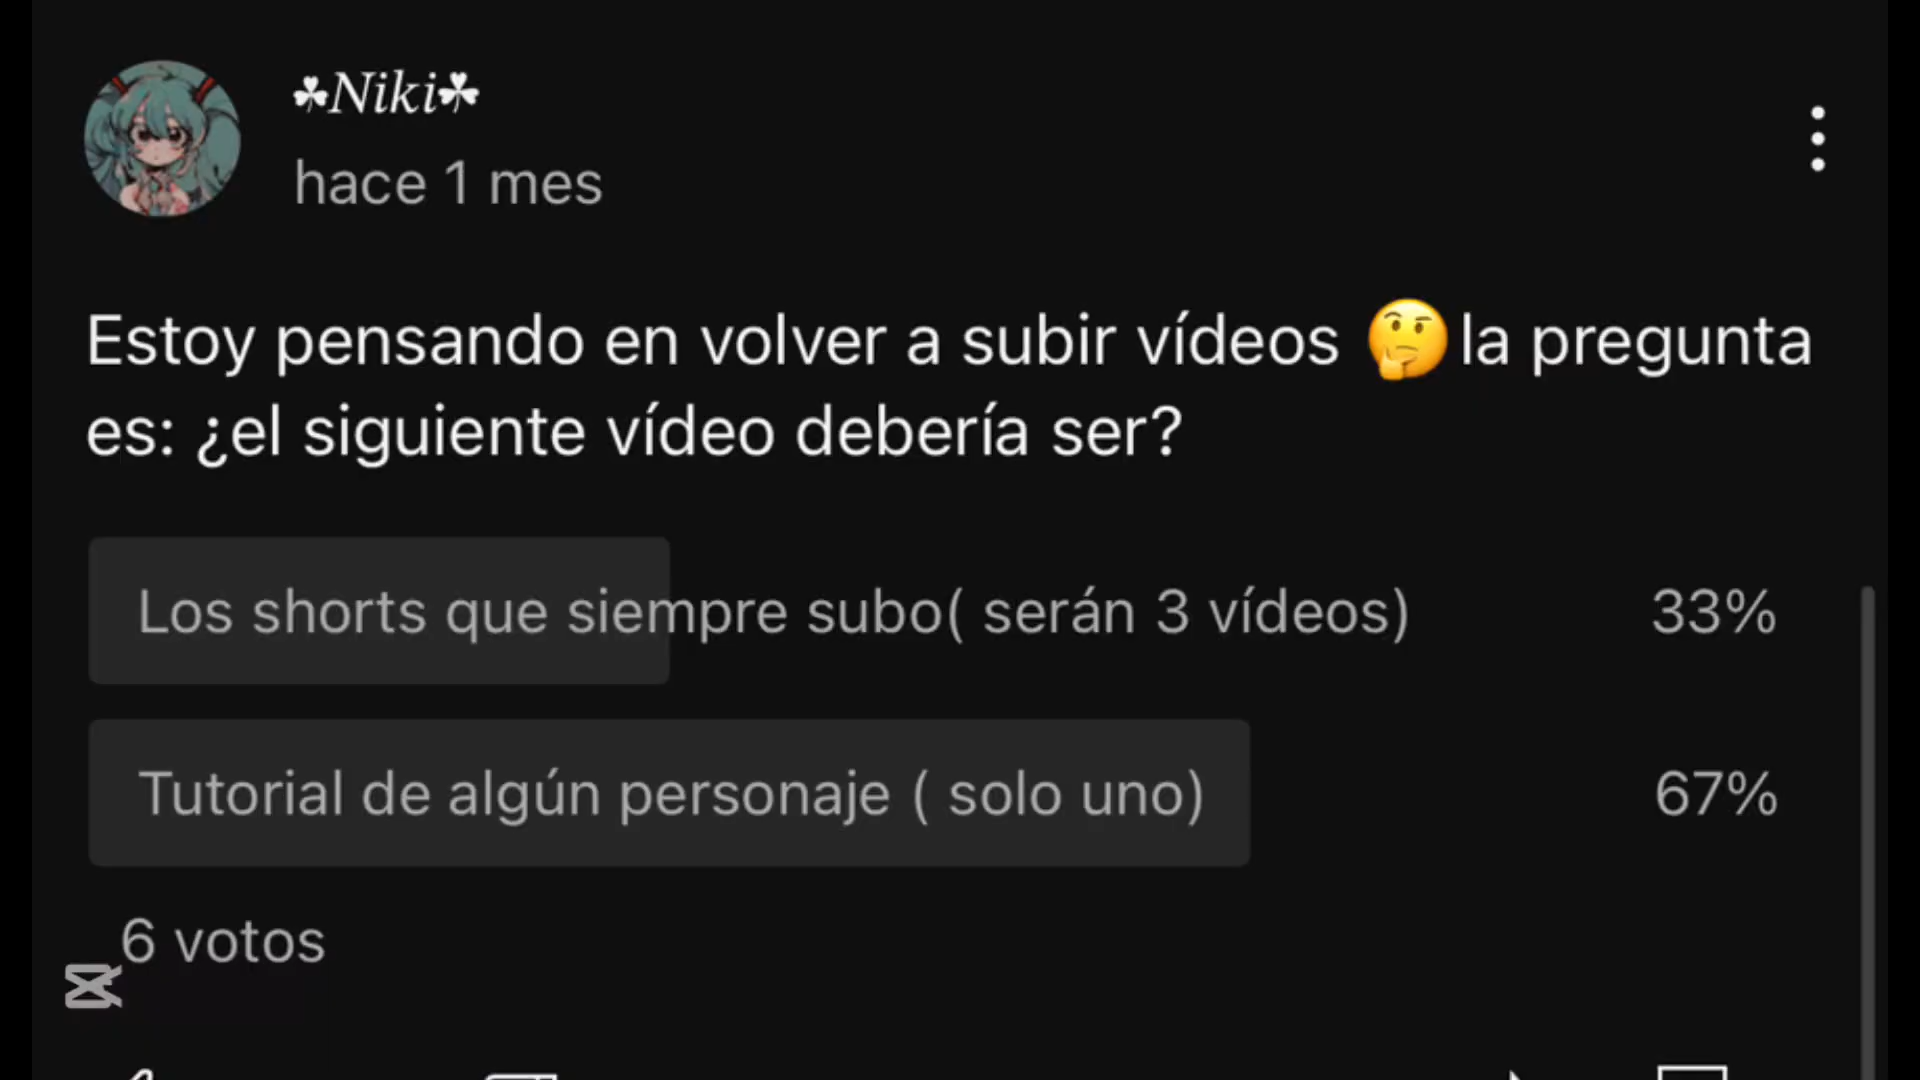 ☘Niki☘
hace 1 mes
Estoy pensando en volver a subir vídeos 🤔 la pregunta
es: ¿el siguiente vídeo debería ser?
Los shorts que siempre subo( serán 3 vídeos)
33%
Tutorial de algún personaje ( solo uno)
67%
6 votos